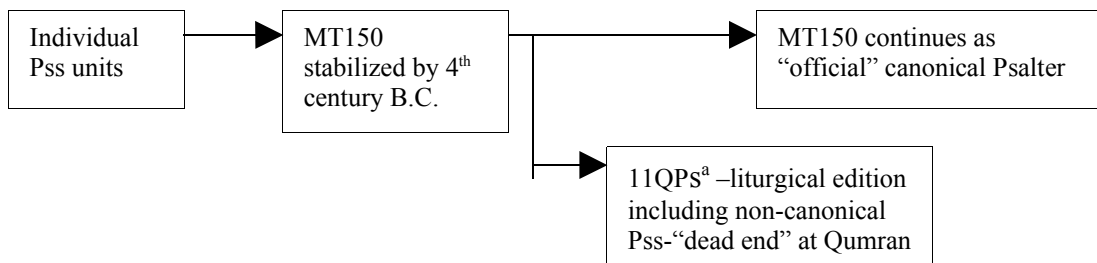 Individual
Pss units
MT150
stabilized by 4th
century B.C.
MT150 continues as
“official” canonical Psalter
11QPsᵃ –liturgical edition
including non-canonical
Pss-“dead end” at Qumran